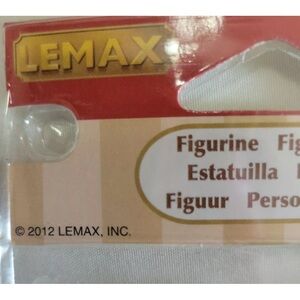 LEMAX
Figurine
Estatuilla
Figuur
© 2012 LEMAX, INC.